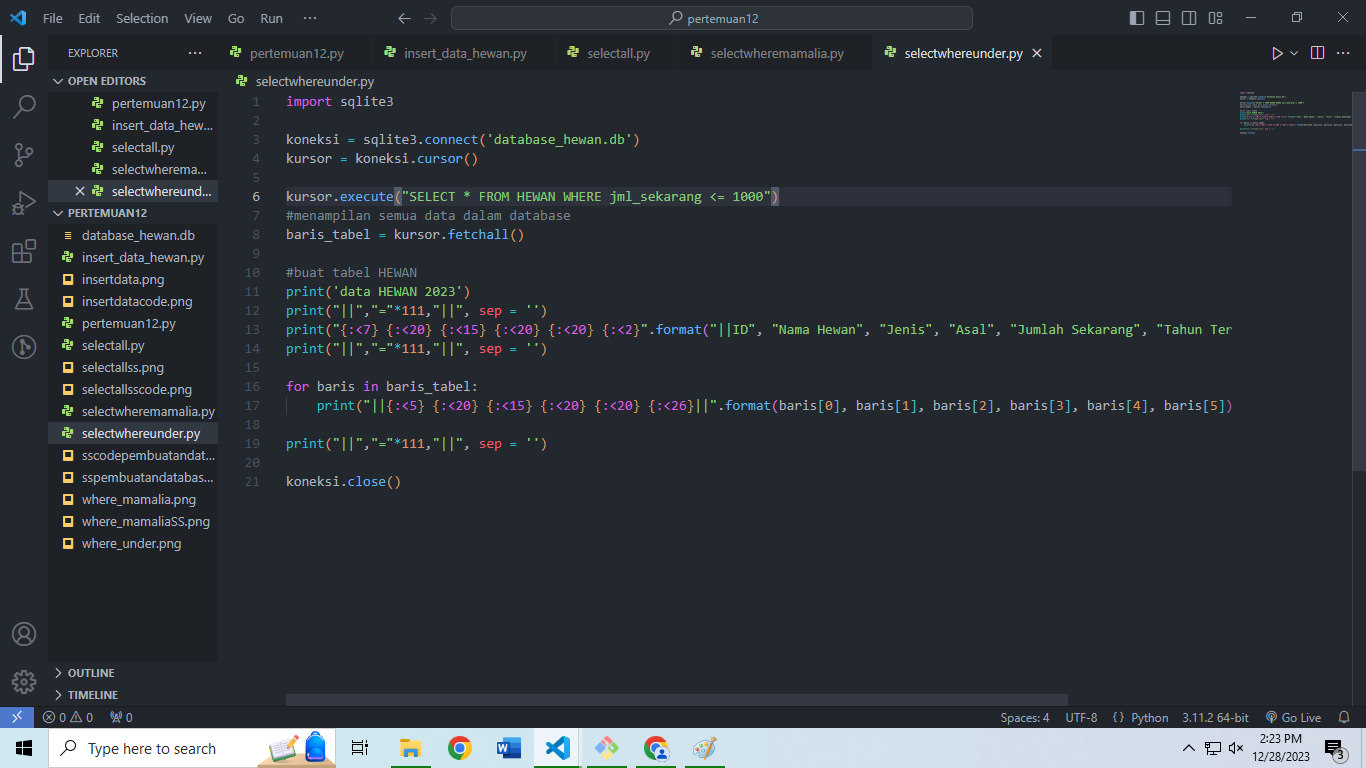 File Edit Selection View Go Run ··· pertemuan12
EXPLORER ···
OPEN EDITORS
pertemuan12.py
insert_data_hew...
selectall.py
selectwherema...
selectwhereund...
PERTEMUAN12
database_hewan.db
insert_data_hewan.py
insertdata.png
insertdatacode.png
pertemuan12.py
selectall.py
selectallss.png
selectallsscode.png
selectwheremamalia.py
selectwhereunder.py
sscodepembuatandat...
sspembuatandatabas...
where_mamalia.png
where_mamaliaSS.png
where_under.png
OUTLINE
TIMELINE
pertemuan12.py insert_data_hewan.py selectall.py selectwheremamalia.py selectwhereunder.py
selectwhereunder.py
1 import sqlite3
2
3 koneksi = sqlite3.connect('database_hewan.db')
4 kursor = koneksi.cursor()
5
6 kursor.execute("SELECT * FROM HEWAN WHERE jml_sekarang <= 1000")
7 #menampilan semua data dalam database
8 baris_tabel = kursor.fetchall()
9
10 #buat tabel HEWAN
11 print('data HEWAN 2023')
12 print("||","="*111,"||", sep = '')
13 print("{:<7} {:<20} {:<15} {:<20} {:<20} {:<2}".format("||ID", "Nama Hewan", "Jenis", "Asal", "Jumlah Sekarang", "Tahun Ter
14 print("||","="*111,"||", sep = '')
15
16 for baris in baris_tabel:
17 print("||{:<5} {:<20} {:<15} {:<20} {:<20} {:<26}||".format(baris[0], baris[1], baris[2], baris[3], baris[4], baris[5])
18
19 print("||","="*111,"||", sep = '')
20
21 koneksi.close()
0 0 0 Spaces: 4 UTF-8 {} Python 3.11.2 64-bit Go Live
Type here to search
2:23 PM
12/28/2023
3